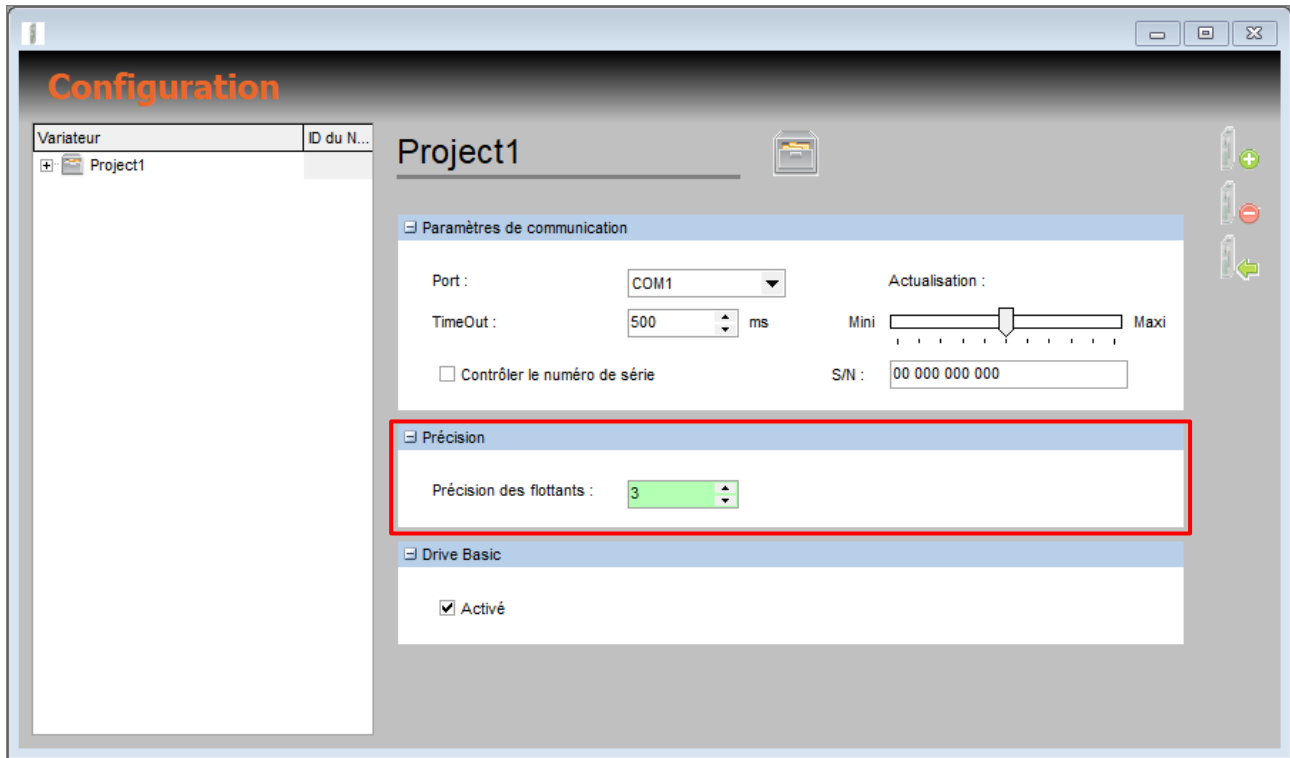 Configuration
Variateur ID du N...
Project1
Project1
Paramètres de communication
Port : COM1 Actualisation :
TimeOut : 500 ms Mini Maxi
Contrôler le numéro de série S/N : 00 000 000 000
Précision
Précision des flottants : 3
Drive Basic
Activé